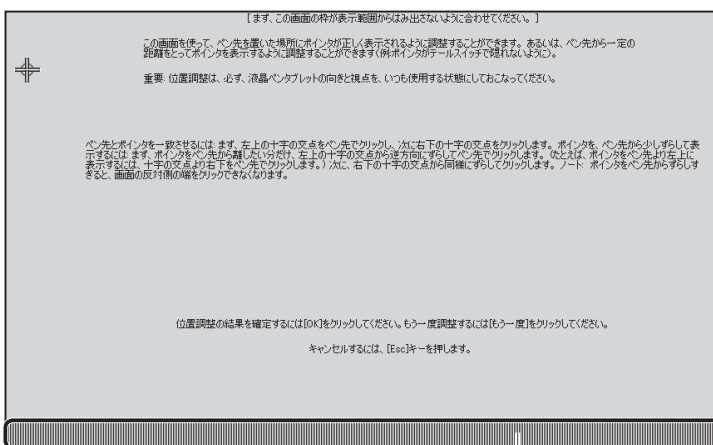 [まず、この画面の枠が表示範囲からはみ出さないように合わせてください。]
この画面を使って、ペン先を置いた場所にポインタが正しく表示されるように調整することができます。あるいは、ペン先から一定の
距離をとってポインタを表示するように調整することができます(例:ポインタがテールスイッチで隠れないように)。
重要: 位置調整は、必ず、液晶ペンタブレットの向きと視点を、いつも使用する状態にしておこなってください。
ペン先とポインタを一致させるには: まず、左上の十字の交点をペン先でクリックし、次に右下の十字の交点をクリックします。ポインタを、ペン先から少しずらして表
示するには: まず、ポインタをペン先から離したい分だけ、左上の十字の交点から逆方向にずらしてペン先でクリックします。(たとえば、ポインタをペン先より左上に
表示するには、十字の交点より右下をペン先でクリックします。)次に、右下の十字の交点から同様にずらしてクリックします。ノート: ポインタをペン先からずらしす
ぎると、画面の反対側の端をクリックできなくなります。
位置調整の結果を確定するには[OK]をクリックしてください。もう一度調整するには[もう一度]をクリックしてください。
キャンセルするには、[Esc]キーを押します。